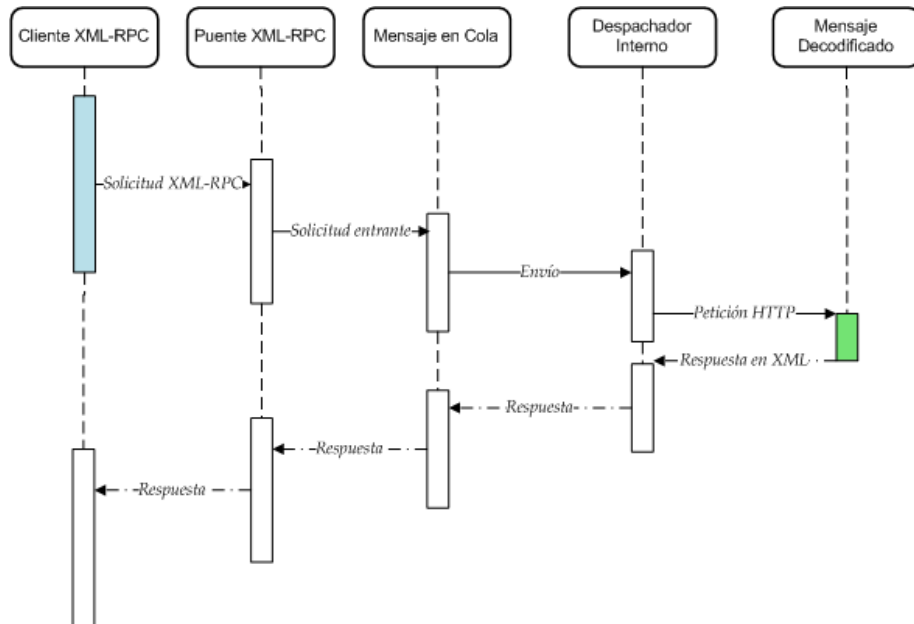 Cliente XML-RPC
Puente XML-RPC
Mensaje en Cola
Despachador
Interno
Mensaje
Decodificado
Solicitud XML-RPC
Solicitud entrante
Envío
Petición HTTP
Respuesta en XML
Respuesta
Respuesta
Respuesta